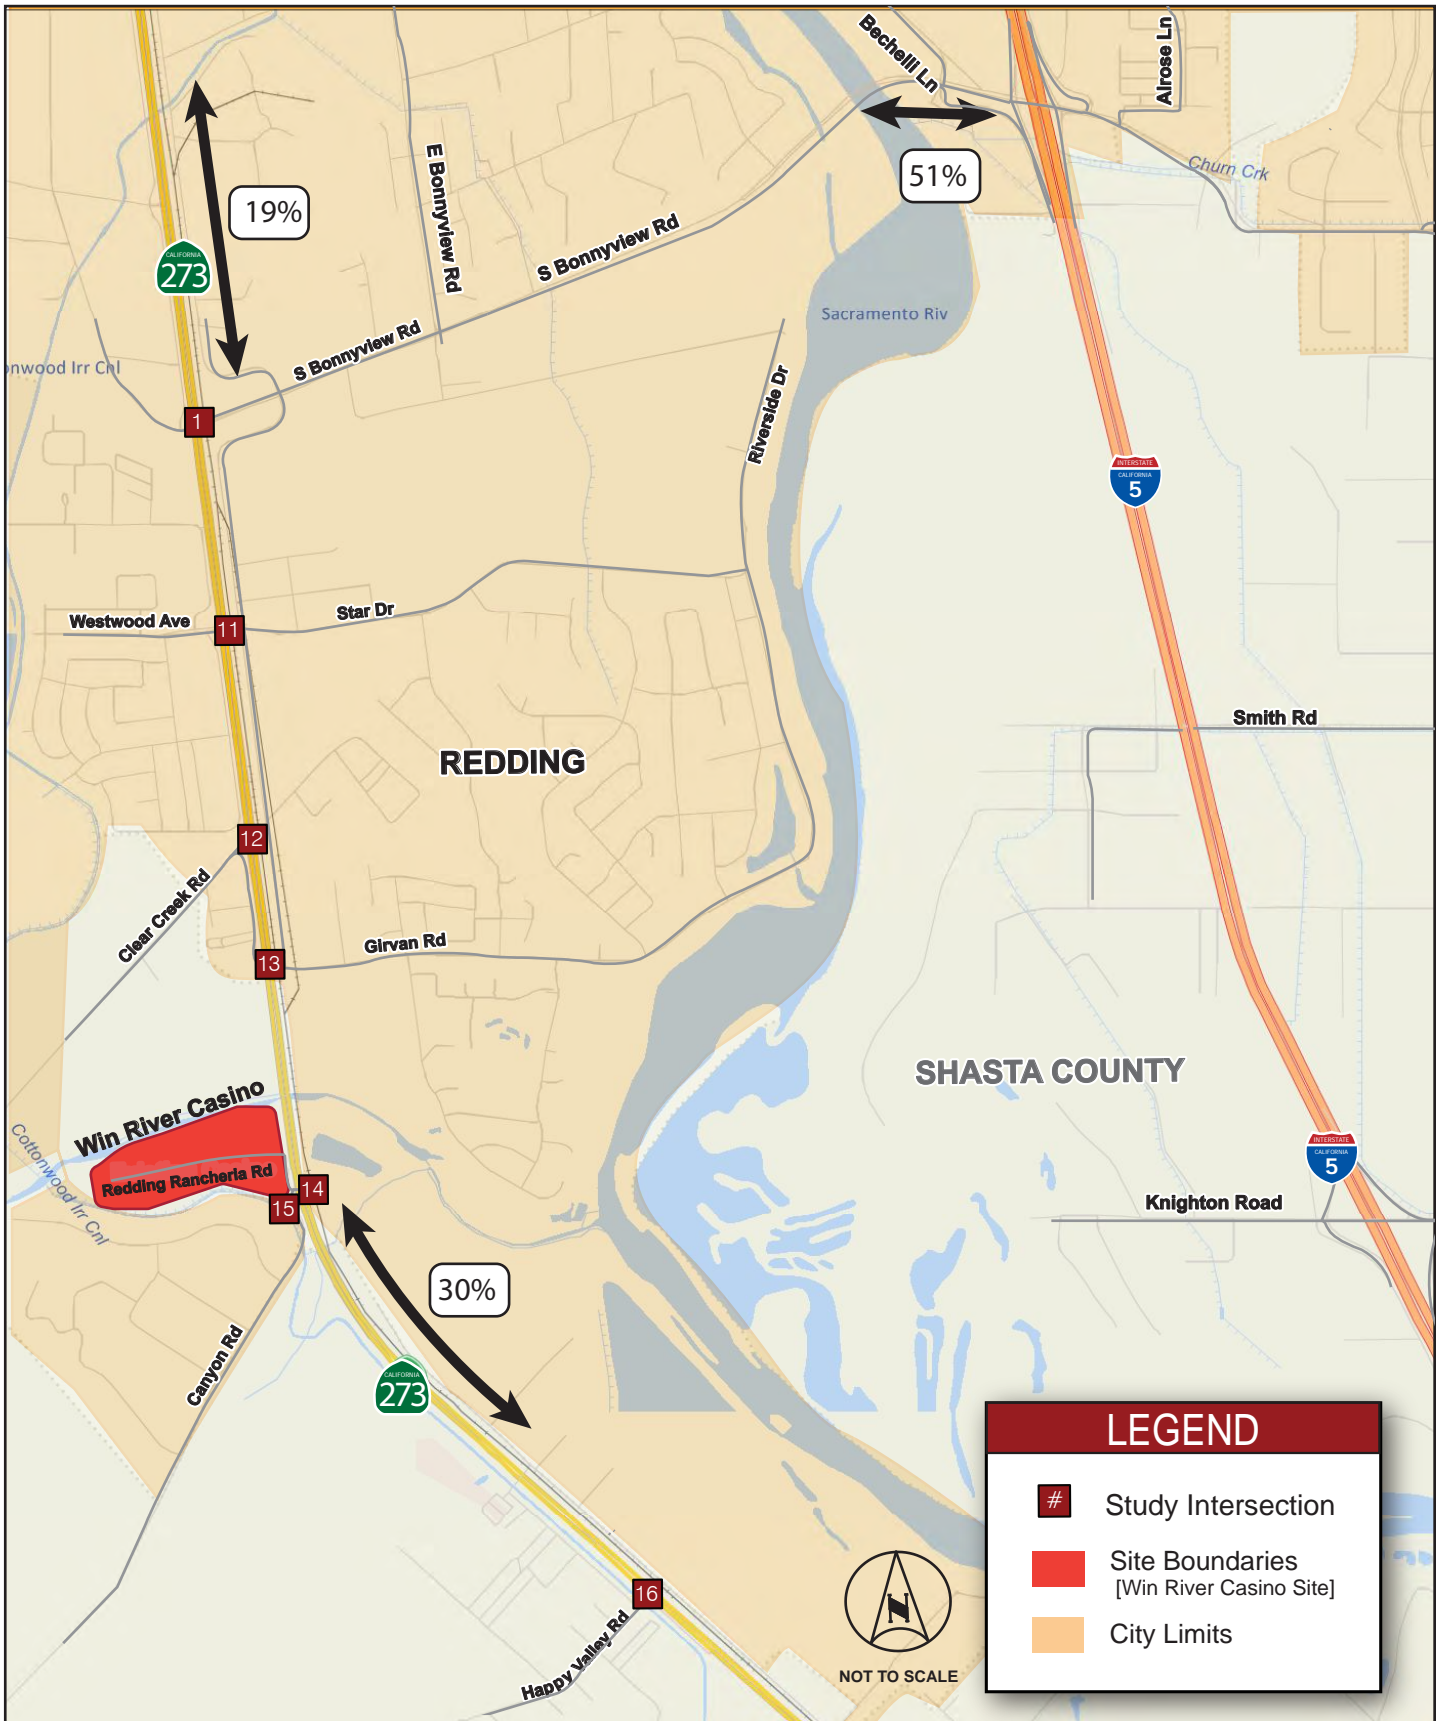 Bechelli Ln
Alrose Ln
51%
Churn Crk
19%
E Bonnyview Rd
CALIFORNIA
273
S Bonnyview Rd
Sacramento Riv
S Bonnyview Rd
onwood Irr Cnl
Riverside Dr
1
INTERSTATE
CALIFORNIA
5
Westwood Ave
11
Star Dr
Smith Rd
REDDING
12
Clear Creek Rd
Girvan Rd
13
SHASTA COUNTY
Win River Casino
INTERSTATE
CALIFORNIA
5
Cottonwood Irr Cnl
Redding Rancheria Rd
14
15
Knighton Road
30%
Canyon Rd
CALIFORNIA
273
16
Happy Valley Rd
N
NOT TO SCALE
LEGEND
# Study Intersection
Site Boundaries
[Win River Casino Site]
City Limits